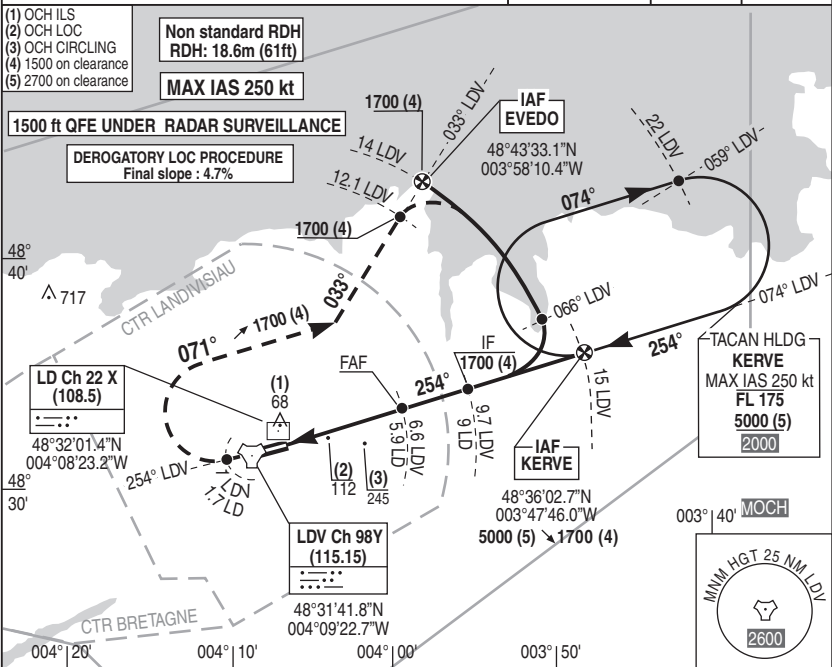 (1) OCH ILS
(2) OCH LOC
(3) OCH CIRCLING
(4) 1500 on clearance
(5) 2700 on clearance
Non standard RDH
RDH: 18.6m (61ft)
MAX IAS 250 kt
1500 ft QFE UNDER RADAR SURVEILLANCE
DEROGATORY LOC PROCEDURE
Final slope : 4.7%
1700 (4)
033° LDV
IAF
EVEDO
48°43'33.1"N
003°58'10.4"W
14 LDV
12.1 LDV
1700 (4)
22 LDV
059° LDV
074°
48°
40'
717
CTR LANDIVISIAU
033°
1700 (4)
071°
066° LDV
074° LDV
254°
IF
1700 (4)
FAF
254°
15 LDV
TACAN HLDG
KERVE
MAX IAS 250 kt
FL 175
5000 (5)
2000
LD Ch 22 X
(108.5)
48°32'01.4"N
004°08'23.2"W
(1)
68
6.6 LDV
5.9 LD
9.7 LDV
9 LD
IAF
KERVE
48°36'02.7"N
003°47'46.0"W
5000 (5) 1700 (4)
254° LDV
1.7 LD
(2)
112
(3)
245
48°
30'
LDV Ch 98Y
(115.15)
48°31'41.8"N
004°09'22.7"W
003° 40'
MOCH
MNM HGT 25 NM LDV
2600
CTR BRETAGNE
004° 20'
004° 10'
004° 00'
003° 50'